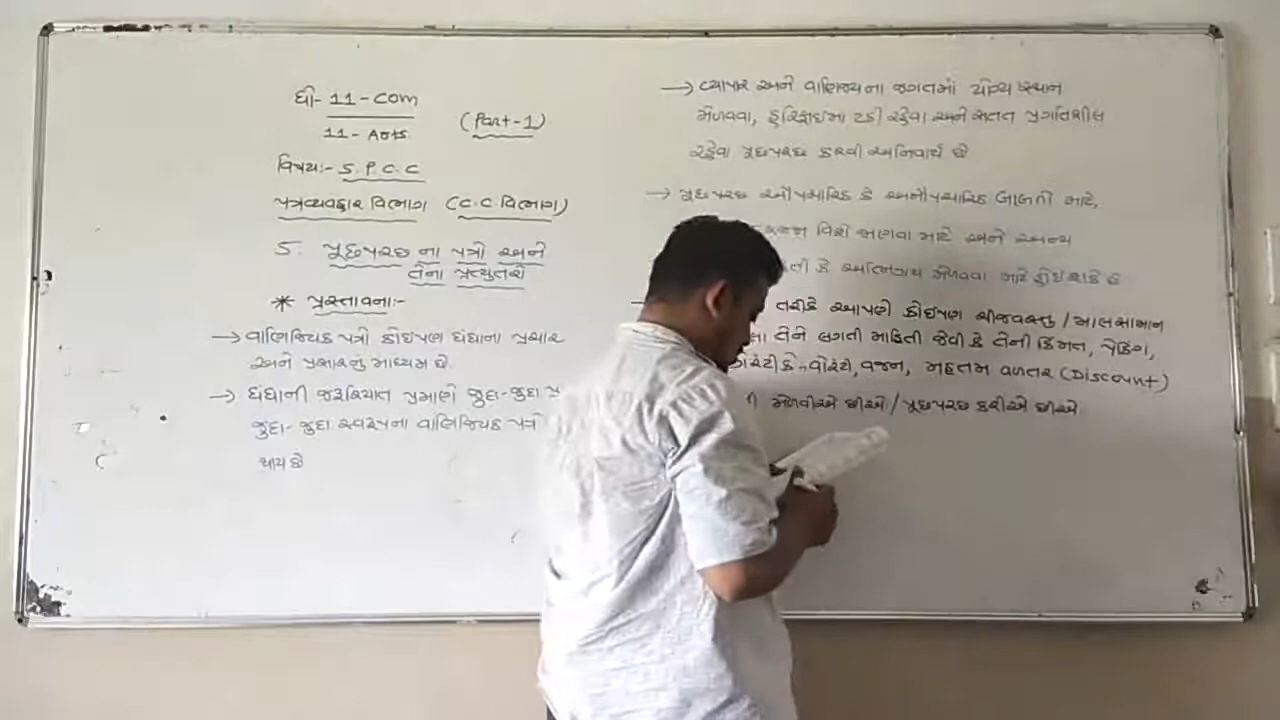 ધો- 11 - com
11 - Arts
(Part-1)
વિષય:- S. P. C. C
પત્રવ્યવહાર વિભાગ (C.C. વિભાગ)
5. પૂછપરછ ના પત્રો અને
તેના પ્રત્યુતરો
* પ્રસ્તાવના:-
→ વાણિજ્યિક પત્રો કોઈપણ ધંધાના પ્રચાર
અને પ્રસારનું માધ્યમ છે.
→ ધંધાની જરૂરિયાત પ્રમાણે જુદા-જુદા
જુદા-જુદા સ્વરૂપના વાણિજ્યિક પત્રો
થાય છે
→ વ્યાપાર અને વાણિજ્ય ના જગતમાં યોગ્ય સ્થાન
મેળવવા, હરિફાઈમાં ટકી રહેવા અને સતત પ્રગતિશીલ
રહેવા પૂછપરછ કરવી અનિવાર્ય છે
→ પૂછપરછ ઔપચારિક કે અનૌપચારિક બાબતો માટે,
વિશે જાણવા માટે અને અન્ય
કે અભિપ્રાય મેળવવા માટે હોઈ શકે છે
તરીકે આપણે કોઈપણ ચીજવસ્તુ / માલસામાન
તેને લગતી માહિતી જેવી કે તેની કિંમત, પેકિંગ,
ગેરંટી કે વોરંટી, વજન, મહત્તમ વળતર (Discount)
મેળવીએ છીએ / પૂછપરછ કરીએ છીએ